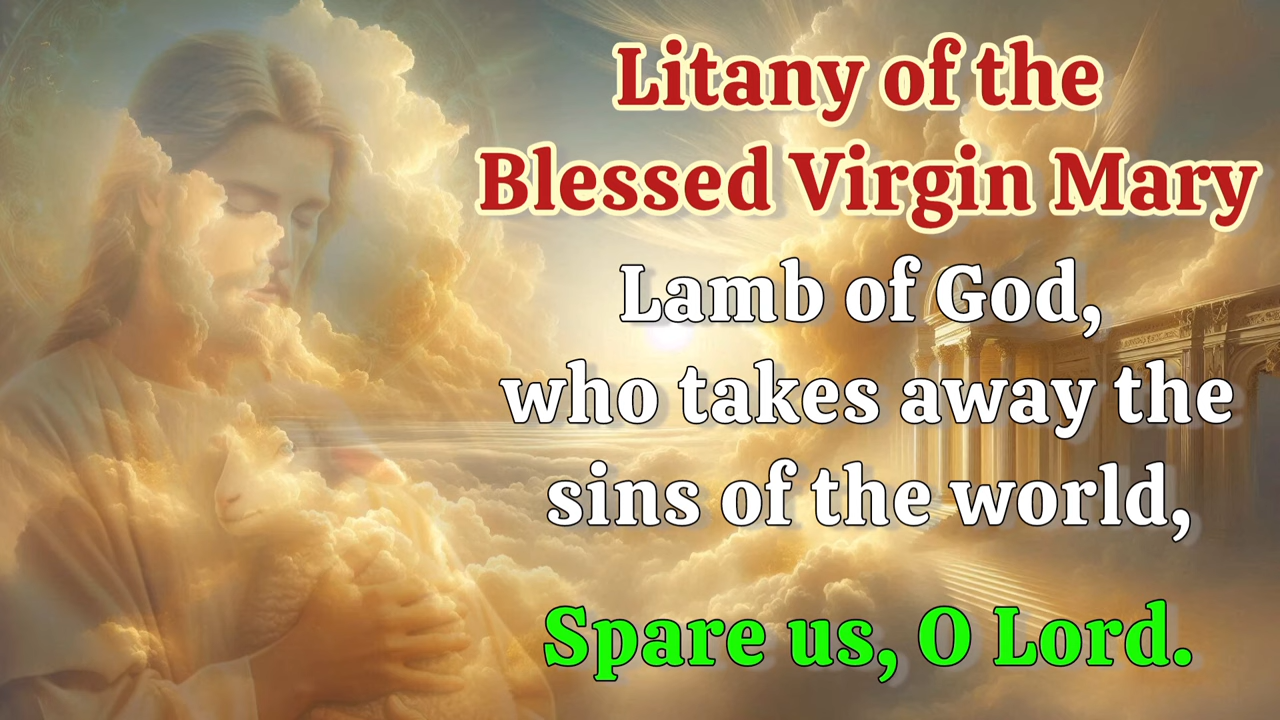 Litany of the
Blessed Virgin Mary
Lamb of God,
who takes away the
sins of the world,
Spare us, O Lord.